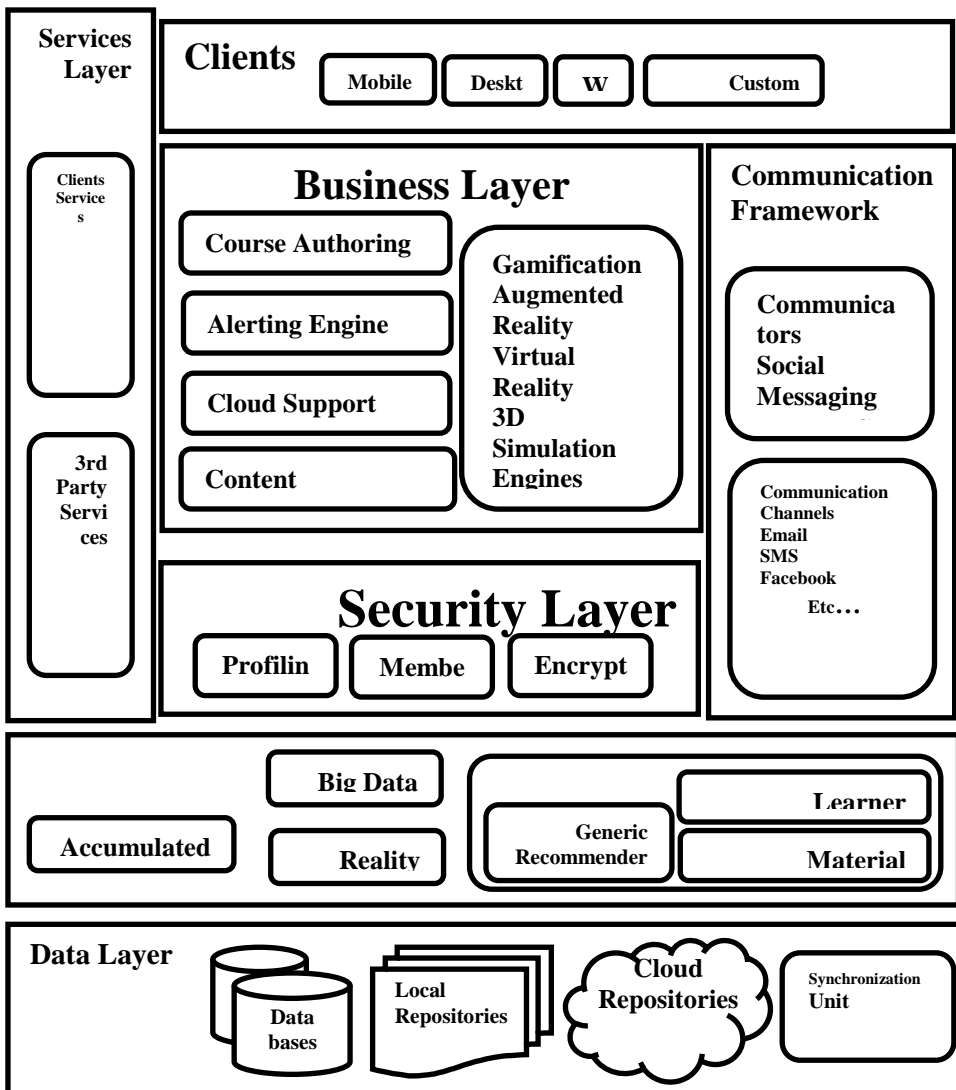 Services
Layer
Clients
Service
s
3rd
Party
Servi
ces
Clients
Mobile
Deskt
W
Custom
Business Layer
Course Authoring
Alerting Engine
Cloud Support
Content
Gamification
Augmented
Reality
Virtual
Reality
3D
Simulation
Engines
Communication
Framework
Communica
tors
Social
Messaging
Communication
Channels
Email
SMS
Facebook
Etc...
Security Layer
Profilin
Membe
Encrypt
Accumulated
Big Data
Reality
Generic
Recommender
Learner
Material
Data Layer
Data
bases
Local
Repositories
Cloud
Repositories
Synchronization
Unit